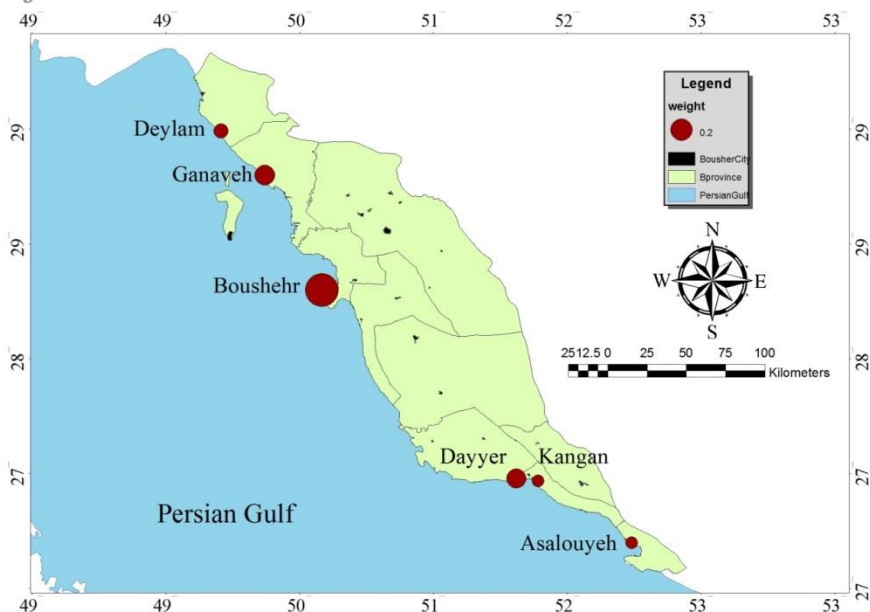 49 49 50 51 52 53 53
29
29
28
27
27
29
29
28
27
27
49 49 50 51 52 53 53
Legend
weight
0.2
BousherCity
Bprovince
PersianGulf
Deylam
Ganaveh
Boushehr
Dayyer
Kangan
Asalouyeh
Persian Gulf
N
W
E
S
25 12.5 0 25 50 75 100
Kilometers